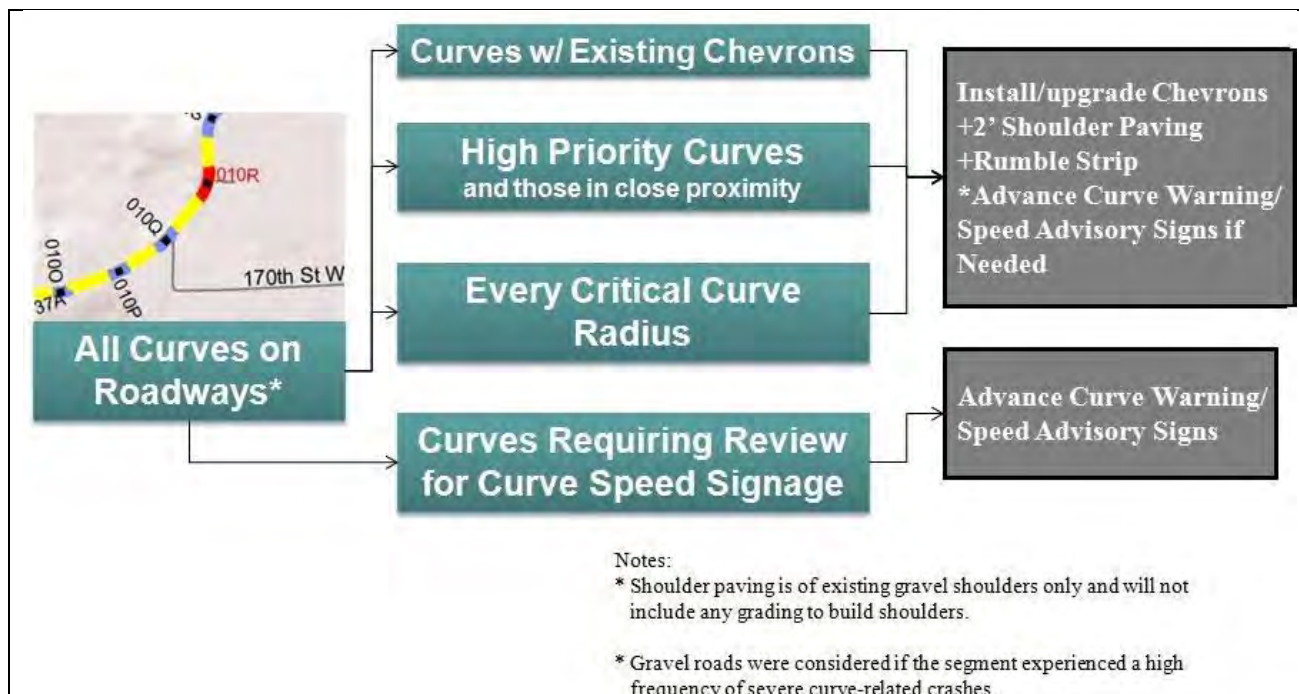 Curves w/ Existing Chevrons
High Priority Curves
and those in close proximity
Every Critical Curve
Radius
Curves Requiring Review
for Curve Speed Signage
010R
010Q
010O
010P
37A
170th St W
All Curves on
Roadways*
Install/upgrade Chevrons
+2' Shoulder Paving
+Rumble Strip
*Advance Curve Warning/
Speed Advisory Signs if
Needed
Advance Curve Warning/
Speed Advisory Signs
Notes:
* Shoulder paving is of existing gravel shoulders only and will not
include any grading to build shoulders.
* Gravel roads were considered if the segment experienced a high
frequency of severe curve-related crashes